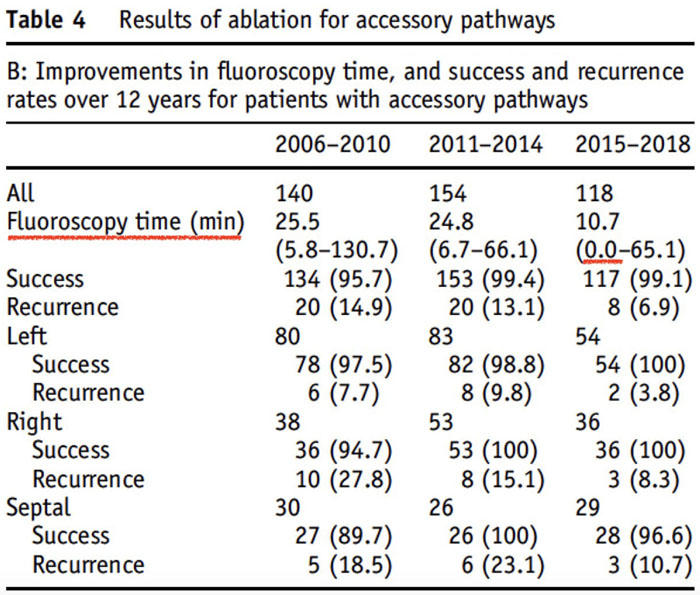 Table 4 Results of ablation for accessory pathways
B: Improvements in fluoroscopy time, and success and recurrence
rates over 12 years for patients with accessory pathways
2006–2010 2011–2014 2015–2018
All 140 154 118
Fluoroscopy time (min) 25.5 24.8 10.7
(5.8–130.7) (6.7–66.1) (0.0–65.1)
Success 134 (95.7) 153 (99.4) 117 (99.1)
Recurrence 20 (14.9) 20 (13.1) 8 (6.9)
Left 80 83 54
Success 78 (97.5) 82 (98.8) 54 (100)
Recurrence 6 (7.7) 8 (9.8) 2 (3.8)
Right 38 53 36
Success 36 (94.7) 53 (100) 36 (100)
Recurrence 10 (27.8) 8 (15.1) 3 (8.3)
Septal 30 26 29
Success 27 (89.7) 26 (100) 28 (96.6)
Recurrence 5 (18.5) 6 (23.1) 3 (10.7)